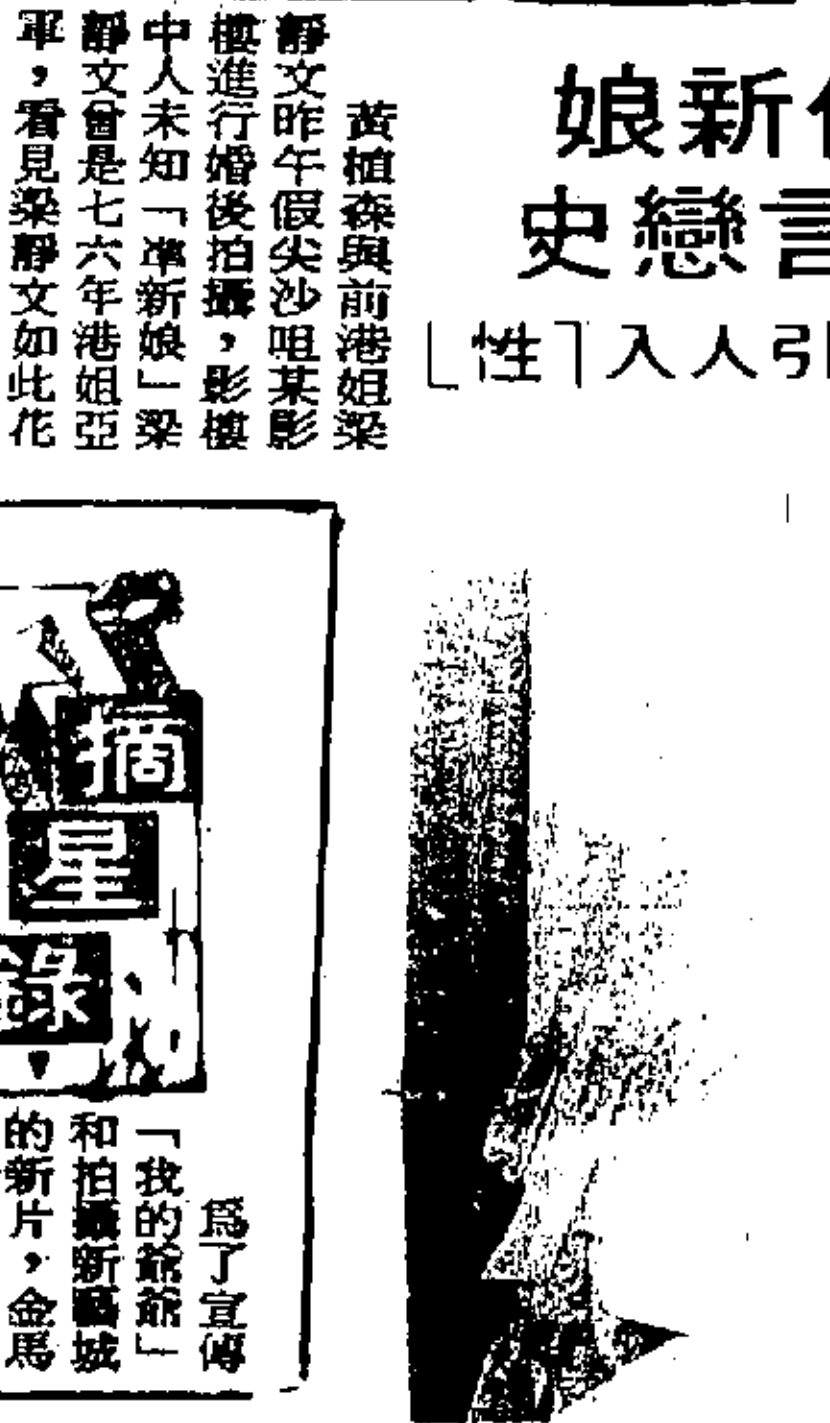 新娘
戀史
引人入「性」
黃植森與前港姐梁
靜文昨午假尖沙咀某影
樓進行婚後拍攝，影樓
中人未知「準新娘」梁
靜文曾是七六年港姐亞
軍，看見梁靜文如此花
摘星錄
爲了宣傳
「我的爺爺」
和拍攝新藝城
的新片，金馬